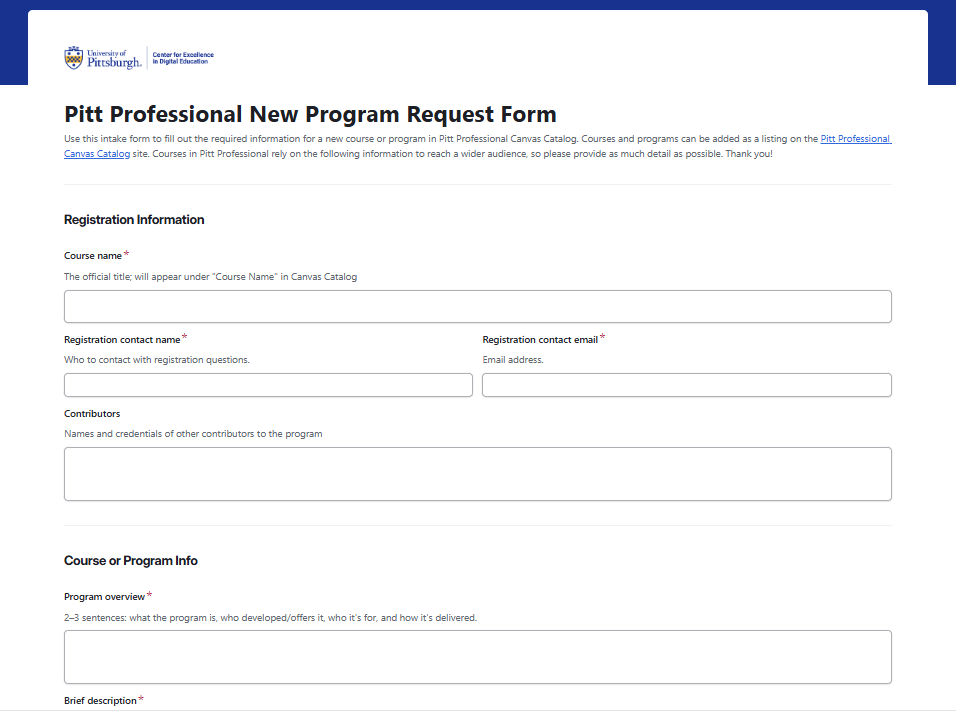 University of
Pittsburgh.
Center for Excellence
in Digital Education
Pitt Professional New Program Request Form
Use this intake form to fill out the required information for a new course or program in Pitt Professional Canvas Catalog. Courses and programs can be added as a listing on the Pitt Professional
Canvas Catalog site. Courses in Pitt Professional rely on the following information to reach a wider audience, so please provide as much detail as possible. Thank you!
Registration Information
Course name*
The official title; will appear under "Course Name" in Canvas Catalog
Registration contact name*
Registration contact email*
Who to contact with registration questions.
Email address.
Contributors
Names and credentials of other contributors to the program
Course or Program Info
Program overview*
2–3 sentences: what the program is, who developed/offers it, who it's for, and how it's delivered.
Brief description*